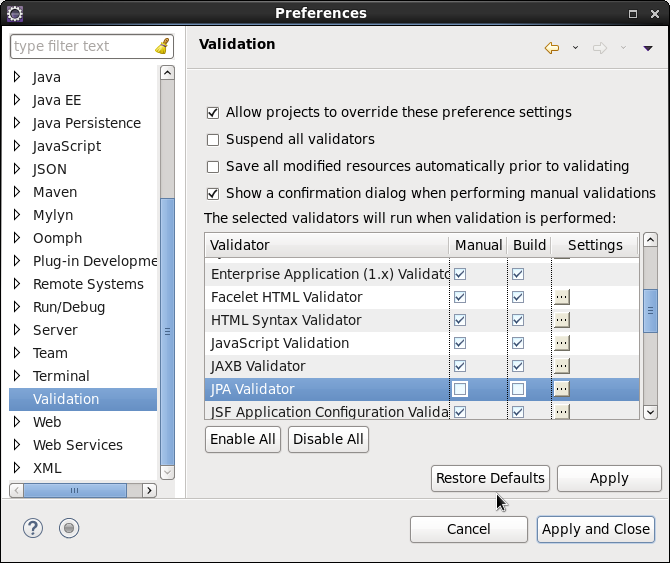 Preferences
type filter text
Java
Java EE
Java Persistence
JavaScript
JSON
Maven
Mylyn
Oomph
Plug-in Developme
Remote Systems
Run/Debug
Server
Team
Terminal
Validation
Web
Web Services
XML
Validation
Allow projects to override these preference settings
Suspend all validators
Save all modified resources automatically prior to validating
Show a confirmation dialog when performing manual validations
The selected validators will run when validation is performed:
Validator Manual Build Settings
Enterprise Application (1.x) Validato
Facelet HTML Validator ...
HTML Syntax Validator ...
JavaScript Validation ...
JAXB Validator
JPA Validator ...
JSF Application Configuration Valida ...
Enable All Disable All
Restore Defaults Apply
? Cancel Apply and Close